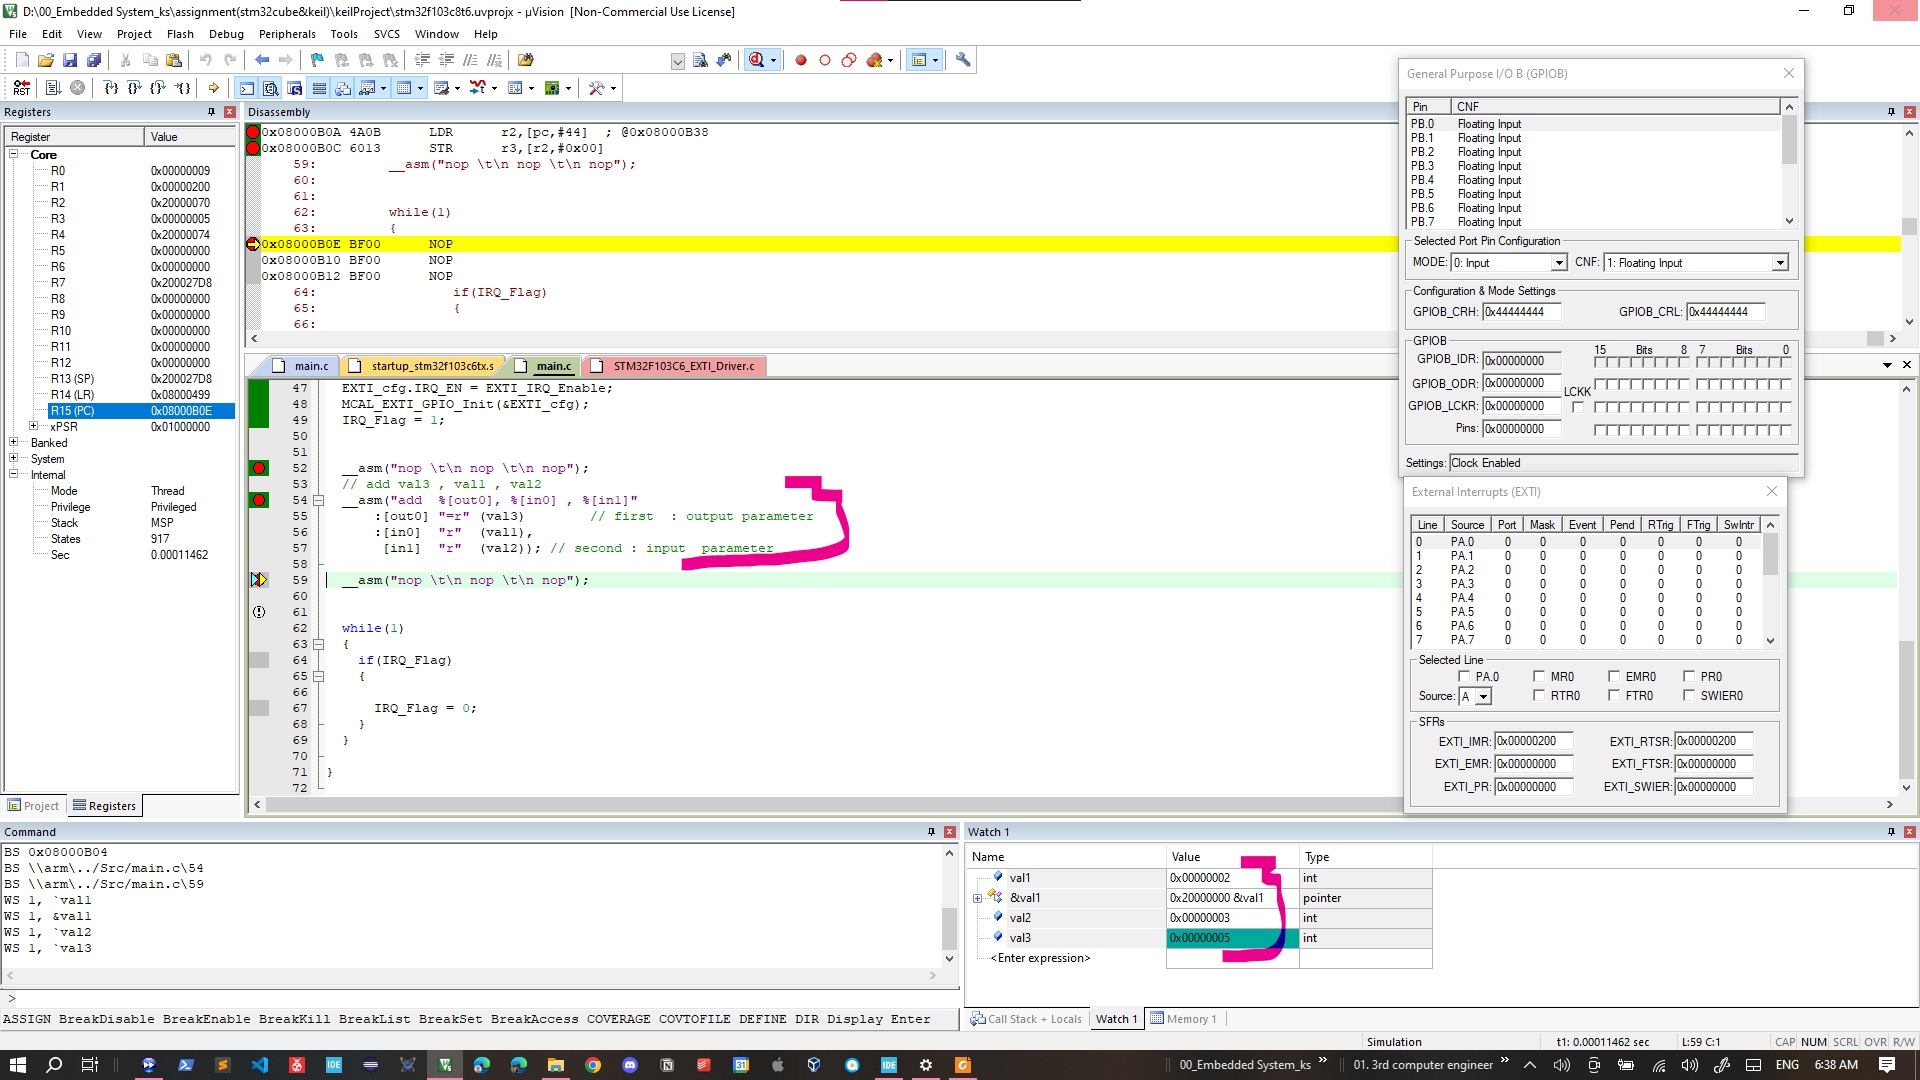 D:\00_Embedded System_ks\assignment(stm32cube&keil)\keilProject\stm32f103c8t6.uvprojx - µVision  [Non-Commercial Use License]
File Edit View Project Flash Debug Peripherals Tools SVCS Window Help
Registers
Register Value
Core
R0 0x00000009
R1 0x00000200
R2 0x20000070
R3 0x00000005
R4 0x20000074
R5 0x00000000
R6 0x00000000
R7 0x200027D8
R8 0x00000000
R9 0x00000000
R10 0x00000000
R11 0x00000000
R12 0x00000000
R13 (SP) 0x200027D8
R14 (LR) 0x08000499
R15 (PC) 0x08000B0E
xPSR 0x01000000
Banked
System
Internal
Mode Thread
Privilege Privileged
Stack MSP
States 917
Sec 0.00011462
Project Registers
Disassembly
0x08000B0A 4A0B LDR r2,[pc,#44] ; @0x08000B38
0x08000B0C 6013 STR r3,[r2,#0x00]
59: __asm("nop \t\n nop \t\n nop");
60:
61:
62: while(1)
63: {
0x08000B0E BF00 NOP
0x08000B10 BF00 NOP
0x08000B12 BF00 NOP
64: if(IRQ_Flag)
65: {
66:
main.c startup_stm32f103c6tx.s main.c STM32F103C6_EXTI_Driver.c
47 EXTI_cfg.IRQ_EN = EXTI_IRQ_Enable;
48 MCAL_EXTI_GPIO_Init(&EXTI_cfg);
49 IRQ_Flag = 1;
50
51
52 __asm("nop \t\n nop \t\n nop");
53 // add val3 , val1 , val2
54 __asm("add  %[out0], %[in0] , %[in1]"
55 :[out0] "=r" (val3) // first : output parameter
56 :[in0] "r" (val1),
57 [in1] "r" (val2)); // second : input parameter
58
59 __asm("nop \t\n nop \t\n nop");
60
61
62 while(1)
63 {
64 if(IRQ_Flag)
65 {
66
67 IRQ_Flag = 0;
68 }
69 }
70
71 }
72
General Purpose I/O B (GPIOB)
Pin CNF
PB.0 Floating Input
PB.1 Floating Input
PB.2 Floating Input
PB.3 Floating Input
PB.4 Floating Input
PB.5 Floating Input
PB.6 Floating Input
PB.7 Floating Input
Selected Port Pin Configuration
MODE: 0: Input CNF: 1: Floating Input
Configuration & Mode Settings
GPIOB_CRH: 0x44444444 GPIOB_CRL: 0x44444444
GPIOB
15 Bits 8 7 Bits 0
GPIOB_IDR: 0x00000000
GPIOB_ODR: 0x00000000
LCKK
GPIOB_LCKR: 0x00000000
Pins: 0x00000000
Settings: Clock Enabled
External Interrupts (EXTI)
Line Source Port Mask Event Pend RTrig FTrig SwIntr
0 PA.0 0 0 0 0 0 0 0
1 PA.1 0 0 0 0 0 0 0
2 PA.2 0 0 0 0 0 0 0
3 PA.3 0 0 0 0 0 0 0
4 PA.4 0 0 0 0 0 0 0
5 PA.5 0 0 0 0 0 0 0
6 PA.6 0 0 0 0 0 0 0
7 PA.7 0 0 0 0 0 0 0
Selected Line
PA.0 MR0 EMR0 PR0
Source: A RTR0 FTR0 SWIER0
SFRs
EXTI_IMR: 0x00000200 EXTI_RTSR: 0x00000200
EXTI_EMR: 0x00000000 EXTI_FTSR: 0x00000000
EXTI_PR: 0x00000000 EXTI_SWIER: 0x00000000
Command
BS 0x08000B04
BS \\arm\../Src/main.c\54
BS \\arm\../Src/main.c\59
WS 1, `val1
WS 1, &val1
WS 1, `val2
WS 1, `val3
>
ASSIGN BreakDisable BreakEnable BreakKill BreakList BreakSet BreakAccess COVERAGE COVTOFILE DEFINE DIR Display Enter
Watch 1
Name Value Type
val1 0x00000002 int
&val1 0x20000000 &val1 pointer
val2 0x00000003 int
val3 0x00000005 int
<Enter expression>
Call Stack + Locals Watch 1 Memory 1
Simulation t1: 0.00011462 sec L:59 C:1 CAP NUM SCRL OVR R/W
00_Embedded System_ks 01. 3rd computer engineer ENG 6:38 AM